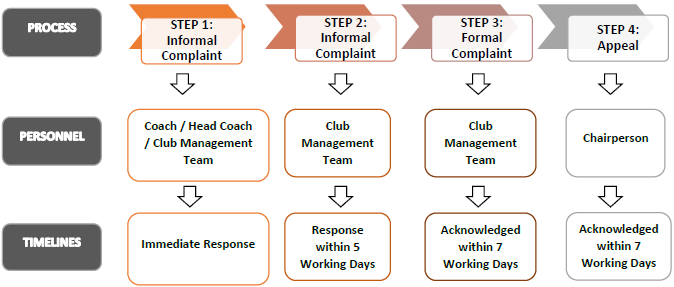 PROCESS
STEP 1:
Informal
Complaint
STEP 2:
Informal
Complaint
STEP 3:
Formal
Complaint
STEP 4:
Appeal
PERSONNEL
Coach / Head Coach
/ Club Management
Team
Club
Management
Team
Club
Management
Team
Chairperson
TIMELINES
Immediate Response
Response
within 5
Working Days
Acknowledged
within 7
Working Days
Acknowledged
within 7
Working Days